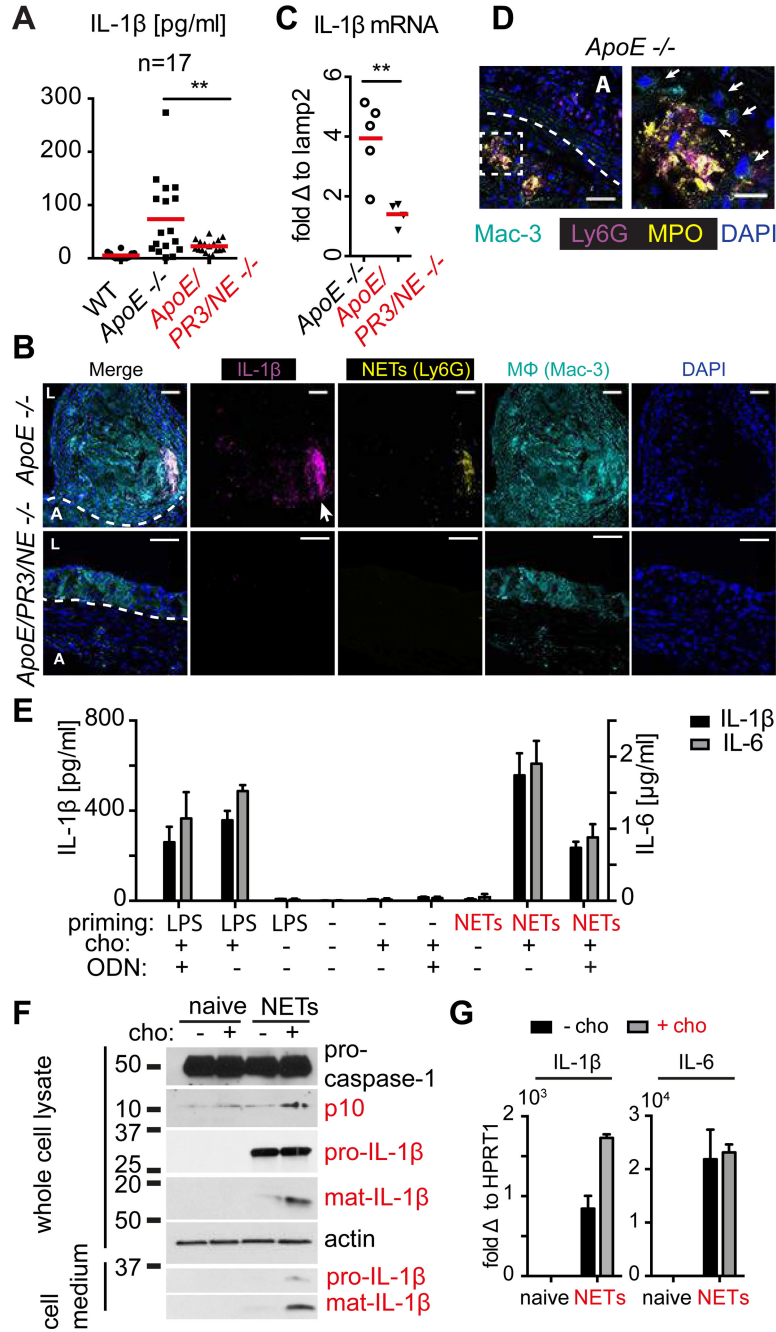 A
IL-1β [pg/ml]
n=17
**
300
200
100
0
WT
ApoE -/-
ApoE/
PR3/NE -/-
C
IL-1β mRNA
**
fold Δ to lamp2
6
4
2
0
ApoE -/-
ApoE/
PR3/NE -/-
D
ApoE -/-
A
Mac-3 Ly6G MPO DAPI
B
Merge IL-1β NETs (Ly6G) MΦ (Mac-3) DAPI
ApoE -/-
L
A
ApoE/PR3/NE -/-
L
A
E
IL-1β [pg/ml]
800
400
0
IL-1β
IL-6
IL-6 [µg/ml]
2
1
0
priming: LPS LPS LPS - - - NETs NETs NETs
cho: + + - - + + - + +
ODN: + - - - - + - - +
F
naive NETs
cho: - + - +
whole cell lysate
50
pro-
caspase-1
10
p10
37
25
pro-IL-1β
20
mat-IL-1β
50
actin
cell
medium
37
pro-IL-1β
mat-IL-1β
G
- cho + cho
IL-1β
10³
fold Δ to HPRT1
2
1
0
naive NETs
IL-6
10⁴
3
2
1
0
naive NETs